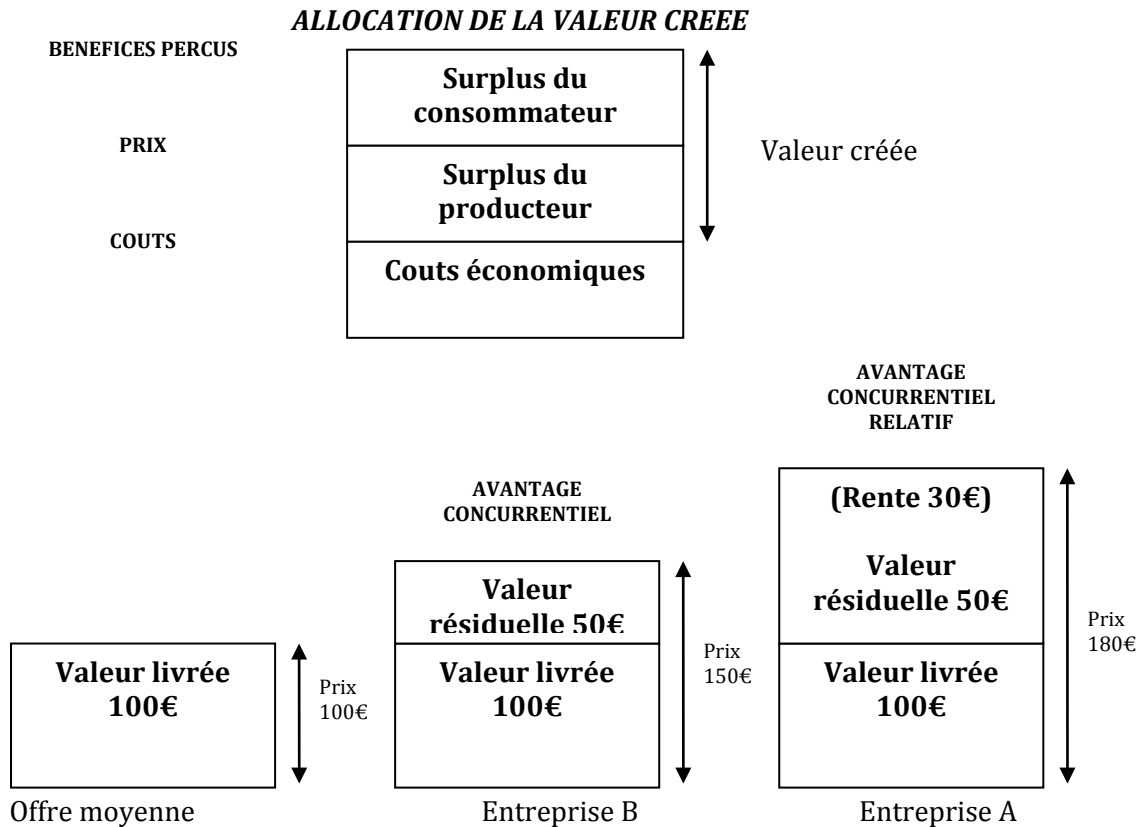 ALLOCATION DE LA VALEUR CREEE
BENEFICES PERCUS
Surplus du
consommateur
PRIX
Valeur créée
Surplus du
producteur
COUTS
Couts économiques
AVANTAGE
CONCURRENTIEL
RELATIF
AVANTAGE
CONCURRENTIEL
(Rente 30€)
Valeur
résiduelle 50€
Valeur
résiduelle 50€
Valeur livrée
100€
Prix
100€
Valeur livrée
100€
Prix
150€
Valeur livrée
100€
Prix
180€
Offre moyenne
Entreprise B
Entreprise A